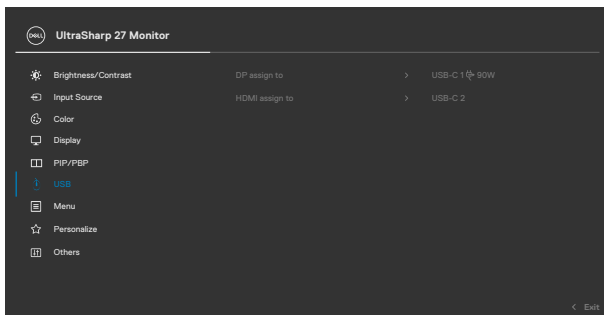 DELL UltraSharp 27 Monitor
Brightness/Contrast DP assign to > USB-C 1 90W
Input Source HDMI assign to > USB-C 2
Color
Display
PIP/PBP
USB
Menu
Personalize
Others
< Exit